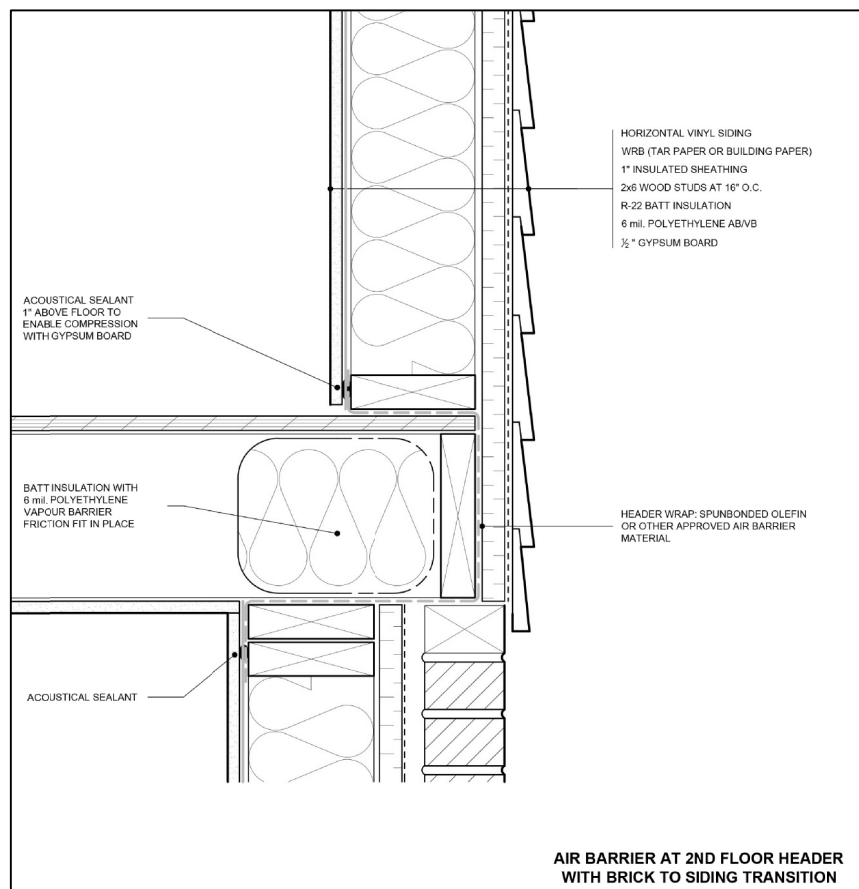 HORIZONTAL VINYL SIDING
WRB (TAR PAPER OR BUILDING PAPER)
1" INSULATED SHEATHING
2x6 WOOD STUDS AT 16" O.C.
R-22 BATT INSULATION
6 mil. POLYETHYLENE AB/VB
½ " GYPSUM BOARD
ACOUSTICAL SEALANT
1" ABOVE FLOOR TO
ENABLE COMPRESSION
WITH GYPSUM BOARD
BATT INSULATION WITH
6 mil. POLYETHYLENE
VAPOUR BARRIER
FRICTION FIT IN PLACE
HEADER WRAP: SPUNBONDED OLEFIN
OR OTHER APPROVED AIR BARRIER
MATERIAL
ACOUSTICAL SEALANT
AIR BARRIER AT 2ND FLOOR HEADER
WITH BRICK TO SIDING TRANSITION